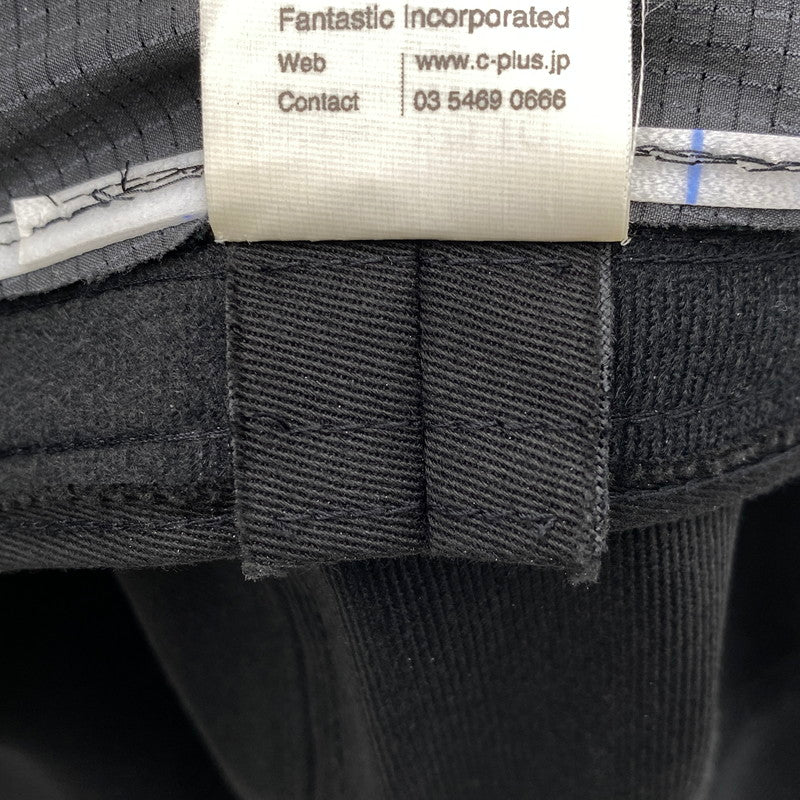 Fantastic Incorporated
Web | www.c-plus.jp
Contact | 03 5469 0666